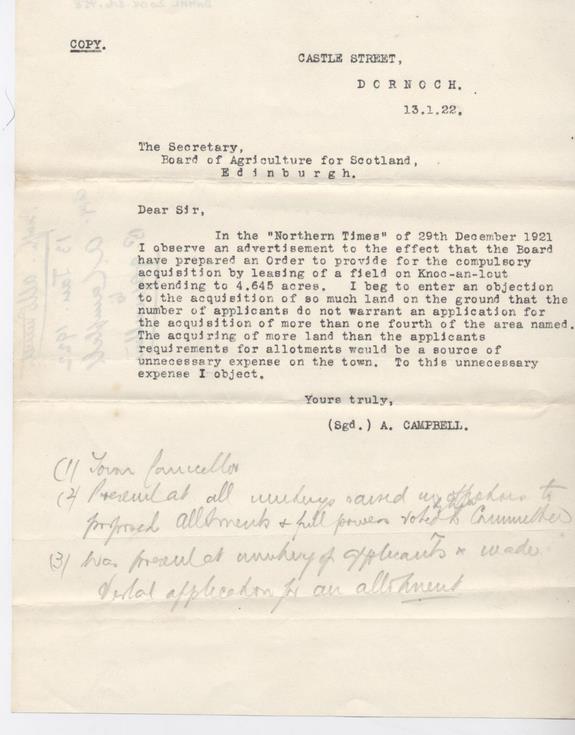 COPY.
CASTLE STREET,
DORNOCH.
13.1.22.
The Secretary,
Board of Agriculture for Scotland,
Edinburgh.
Dear Sir,
In the "Northern Times" of 29th December 1921
I observe an advertisement to the effect that the Board
have prepared an Order to provide for the compulsory
acquisition by leasing of a field on Knoc-an-lout
extending to 4.645 acres. I beg to enter an objection
to the acquisition of so much land on the ground that the
number of applicants do not warrant an application for
the acquisition of more than one fourth of the area named.
The acquiring of more land than the applicants
requirements for allotments would be a source of
unnecessary expense on the town. To this unnecessary
expense I object.
Yours truly,
(Sgd.) A. CAMPBELL.
(1) Town Councillor
(2) Present at all meetings raised no to
proposed Allotments & full powers voted to Committee
(3) Was present at meeting of applicants & made
verbal application for an allotment